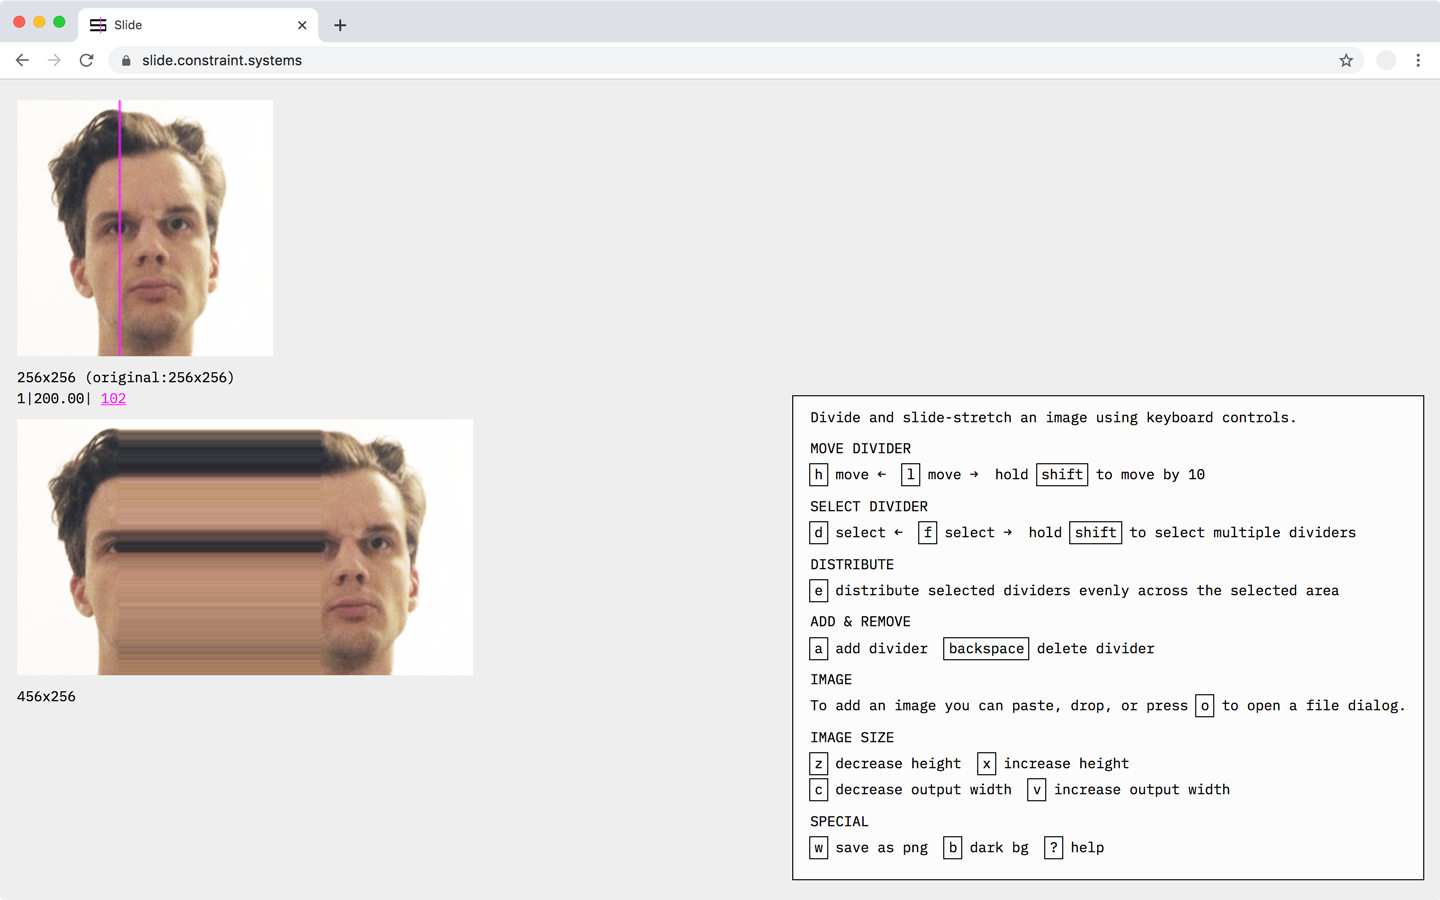 Slide
slide.constraint.systems
256x256 (original:256x256)
1|200.00| 102
456x256
Divide and slide-stretch an image using keyboard controls.
MOVE DIVIDER
h move ← l move → hold shift to move by 10
SELECT DIVIDER
d select ← f select → hold shift to select multiple dividers
DISTRIBUTE
e distribute selected dividers evenly across the selected area
ADD & REMOVE
a add divider backspace delete divider
IMAGE
To add an image you can paste, drop, or press o to open a file dialog.
IMAGE SIZE
z decrease height x increase height
c decrease output width v increase output width
SPECIAL
w save as png b dark bg ? help